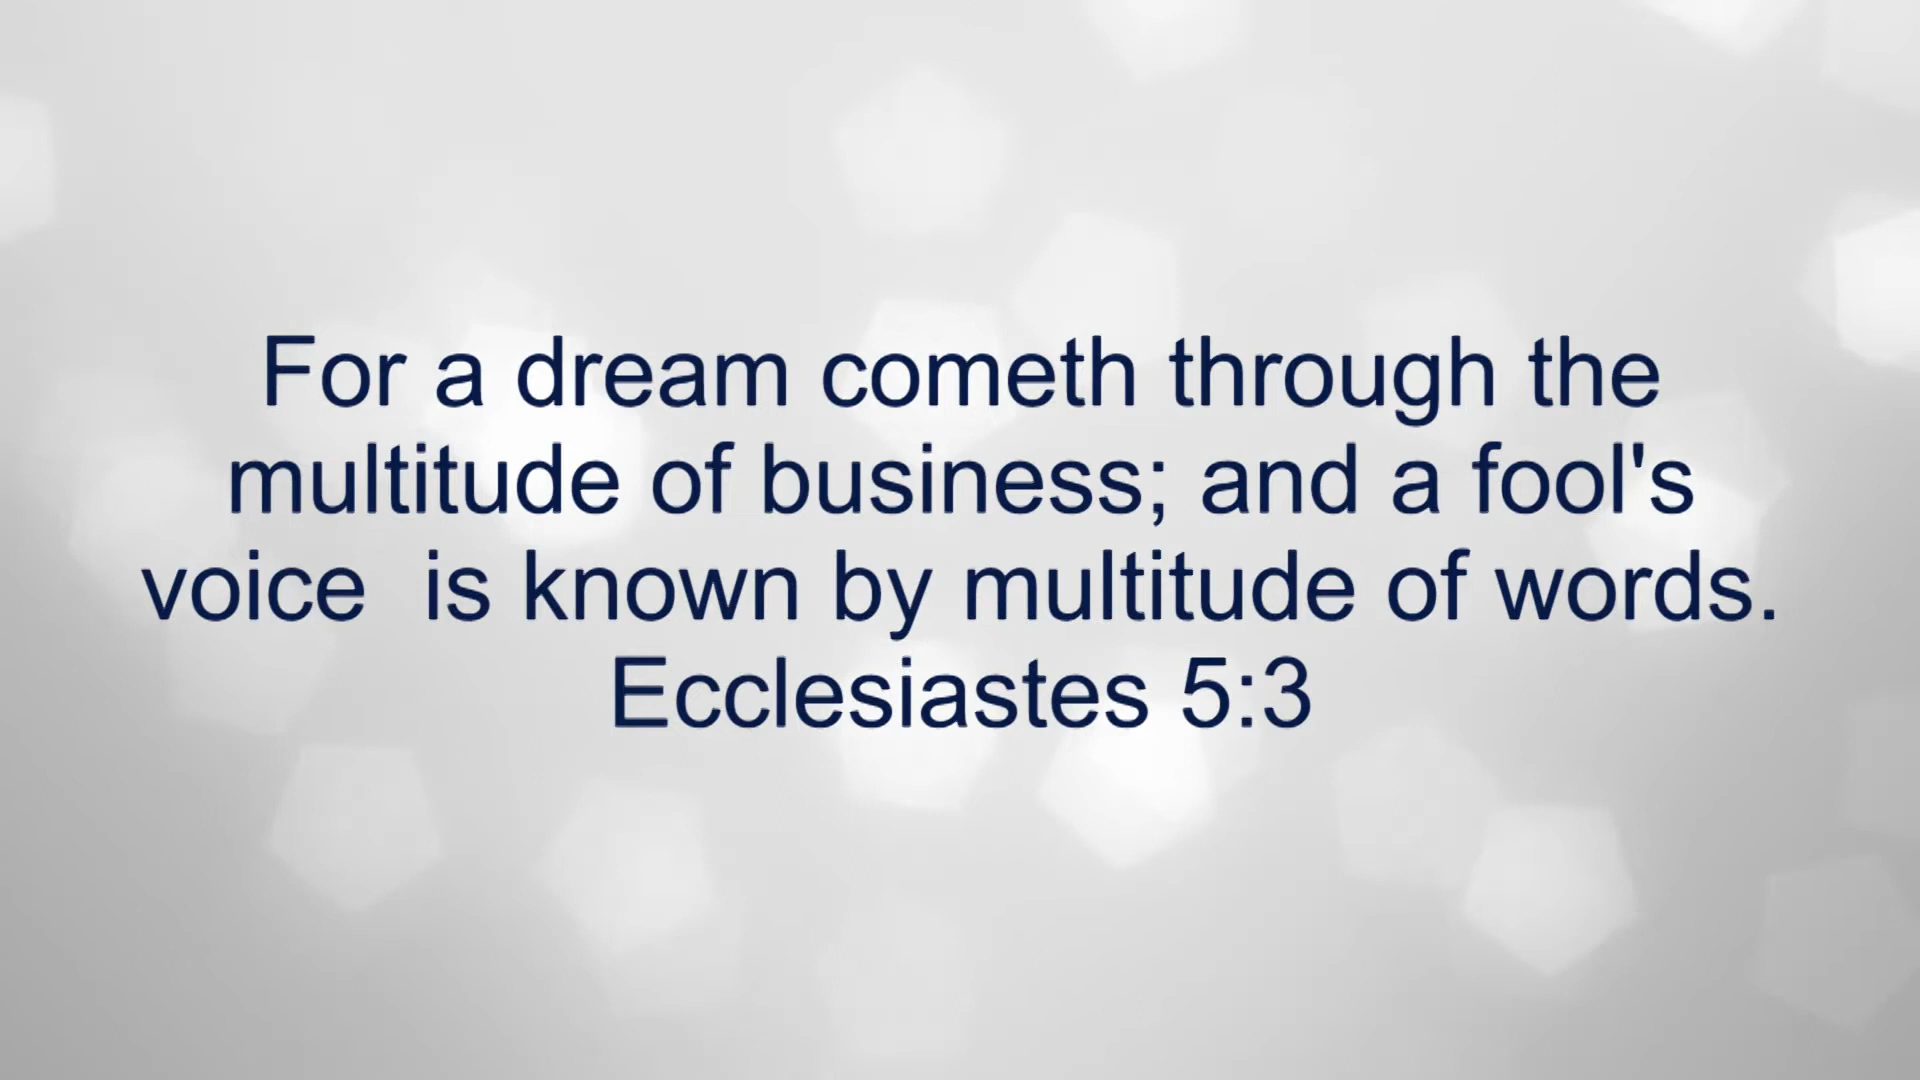 For a dream cometh through the
multitude of business; and a fool's
voice  is known by multitude of words.
Ecclesiastes 5:3